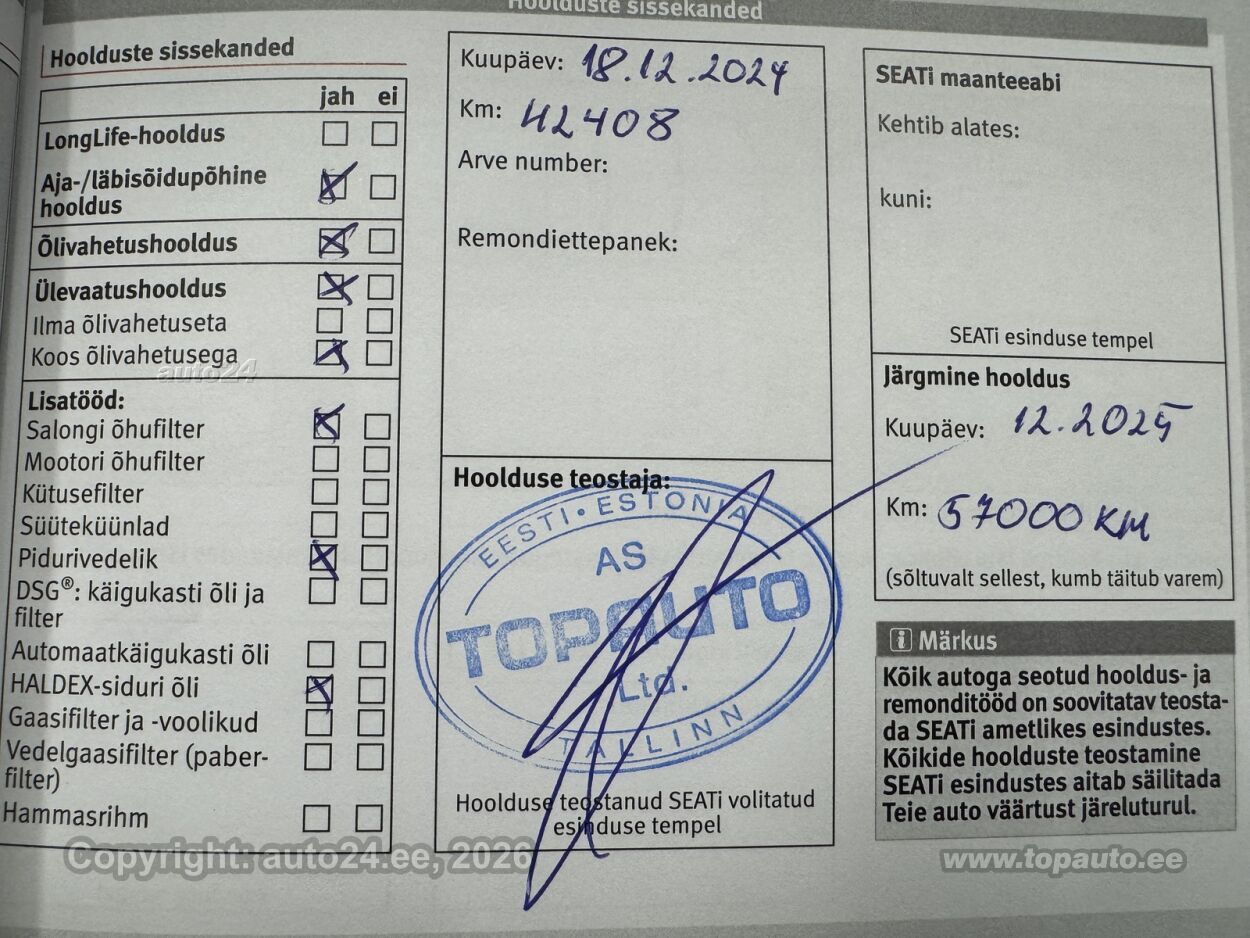 Hoolduste sissekanded
Hoolduste sissekanded
jah ei
LongLife-hooldus
Aja-/läbisõidupõhine
hooldus
Õlivahetushooldus
Ülevaatushooldus
Ilma õlivahetuseta
Koos õlivahetusega
auto24
Lisatööd:
Salongi õhufilter
Mootori õhufilter
Kütusefilter
Süüteküünlad
Pidurivedelik
DSG®: käigukasti õli ja
filter
Automaatkäigukasti õli
HALDEX-siduri õli
Gaasifilter ja -voolikud
Vedelgaasifilter (paber-
filter)
Hammasrihm
Kuupäev: 18.12.2024
Km: 42408
Arve number:
Remondiettepanek:
Hoolduse teostaja:
EESTI • ESTONIA
AS
TOPAUTO
Ltd.
TALLINN
Hoolduse teostanud SEATi volitatud
esinduse tempel
SEATi maanteeabi
Kehtib alates:
kuni:
SEATi esinduse tempel
Järgmine hooldus
Kuupäev: 12.2025
Km: 57000 KM
(sõltuvalt sellest, kumb täitub varem)
i Märkus
Kõik autoga seotud hooldus- ja
remonditööd on soovitatav teosta-
da SEATi ametlikes esindustes.
Kõikide hoolduste teostamine
SEATi esindustes aitab säilitada
Teie auto väärtust järeluturul.
Copyright: auto24.ee, 2026
www.topauto.ee